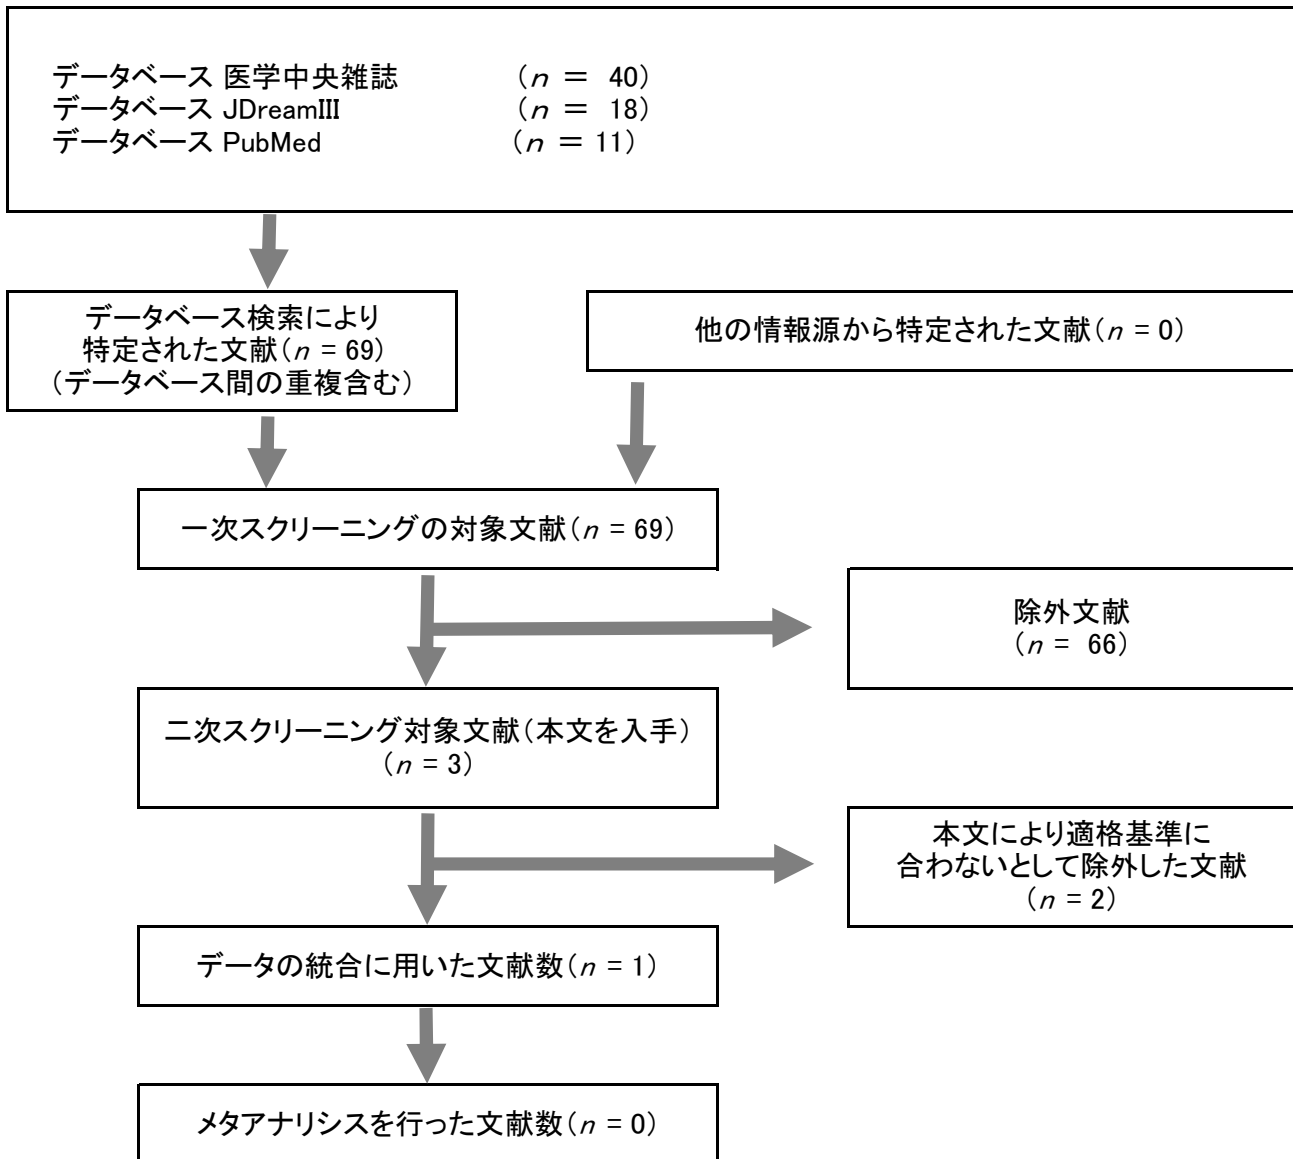 データベース 医学中央雑誌 (n = 40)
データベース JDreamIII (n = 18)
データベース PubMed (n = 11)
データベース検索により
特定された文献(n = 69)
(データベース間の重複含む)
他の情報源から特定された文献(n = 0)
一次スクリーニングの対象文献(n = 69)
除外文献
(n = 66)
二次スクリーニング対象文献(本文を入手)
(n = 3)
本文により適格基準に
合わないとして除外した文献
(n = 2)
データの統合に用いた文献数(n = 1)
メタアナリシスを行った文献数(n = 0)